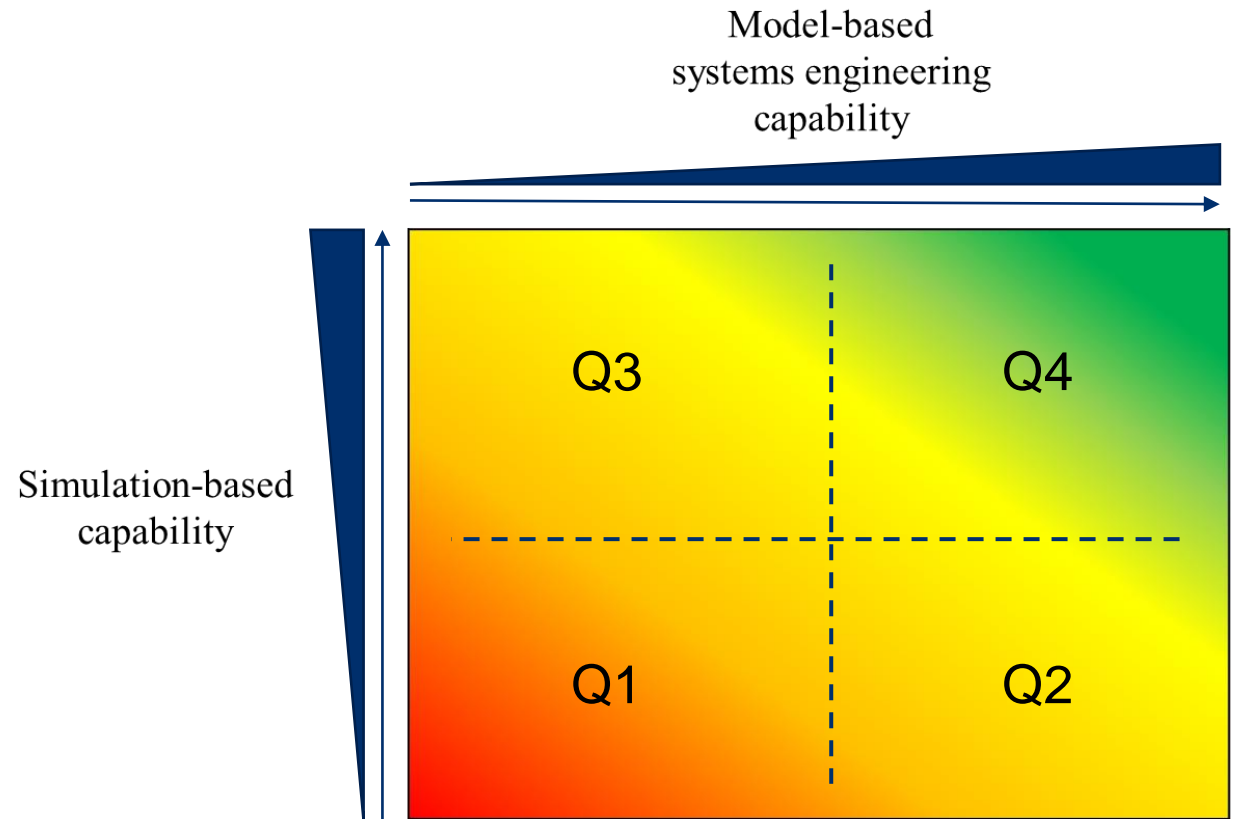 Model-based
systems engineering
capability
Q3
Q4
Simulation-based
capability
Q1
Q2